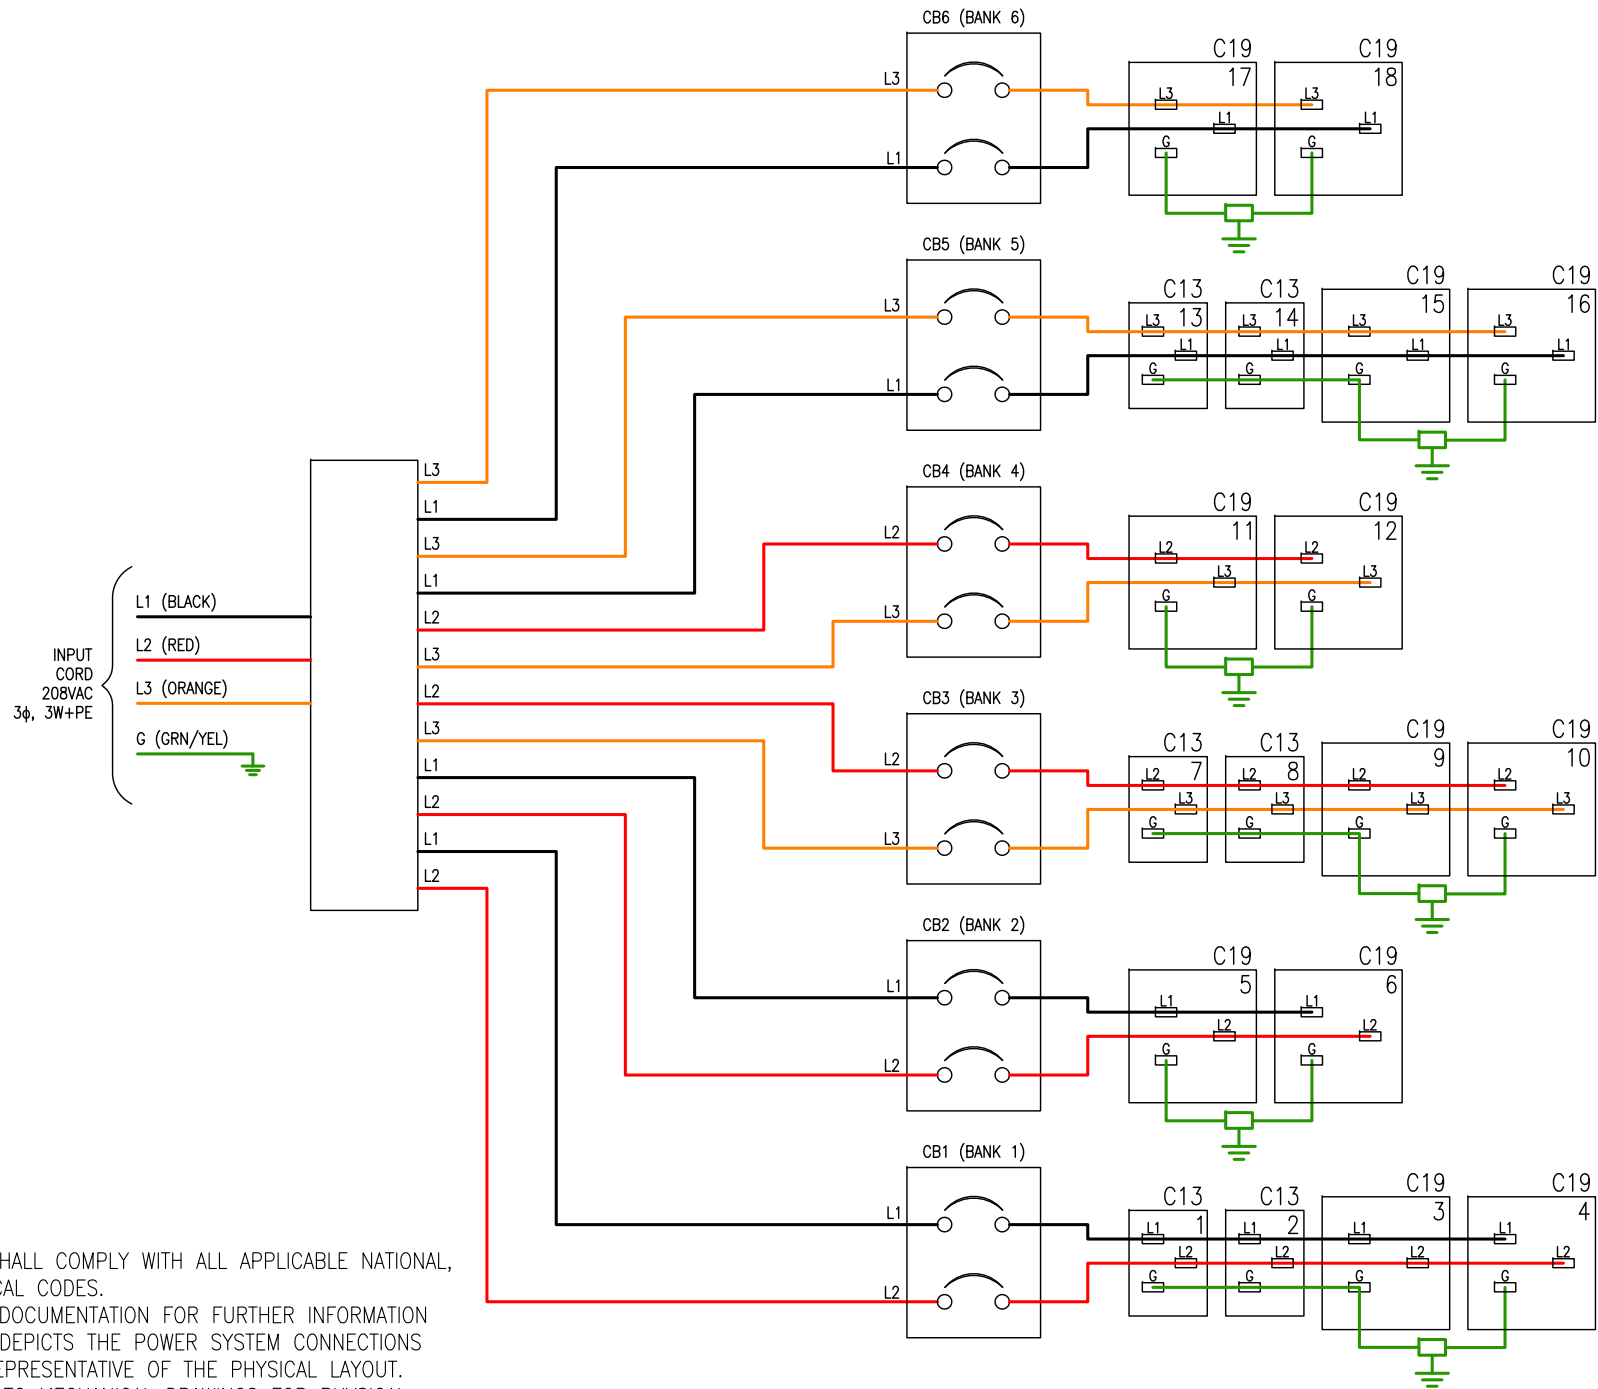 CB6 (BANK 6)
L3
L1
C19
17
L3
L1
G
C19
18
L3
L1
G
CB5 (BANK 5)
L3
L1
C13
13
L3
L1
G
C13
14
L3
L1
G
C19
15
L3
L1
G
C19
16
L3
L1
G
CB4 (BANK 4)
L2
L3
C19
11
L2
L3
G
C19
12
L2
L3
G
CB3 (BANK 3)
L2
L3
C13
7
L2
L3
G
C13
8
L2
L3
G
C19
9
L2
L3
G
C19
10
L2
L3
G
CB2 (BANK 2)
L1
L2
C19
5
L1
L2
G
C19
6
L1
L2
G
CB1 (BANK 1)
L1
L2
C13
1
L1
L2
G
C13
2
L1
L2
G
C19
3
L1
L2
G
C19
4
L1
L2
G
L3
L1
L3
L1
L2
L3
L2
L3
L1
L2
L1
L2
INPUT
CORD
208VAC
3ϕ, 3W+PE
L1 (BLACK)
L2 (RED)
L3 (ORANGE)
G (GRN/YEL)
HALL COMPLY WITH ALL APPLICABLE NATIONAL,
CAL CODES.
DOCUMENTATION FOR FURTHER INFORMATION
DEPICTS THE POWER SYSTEM CONNECTIONS
EPRESENTATIVE OF THE PHYSICAL LAYOUT.
DRAWINGS FOR PHYSICAL